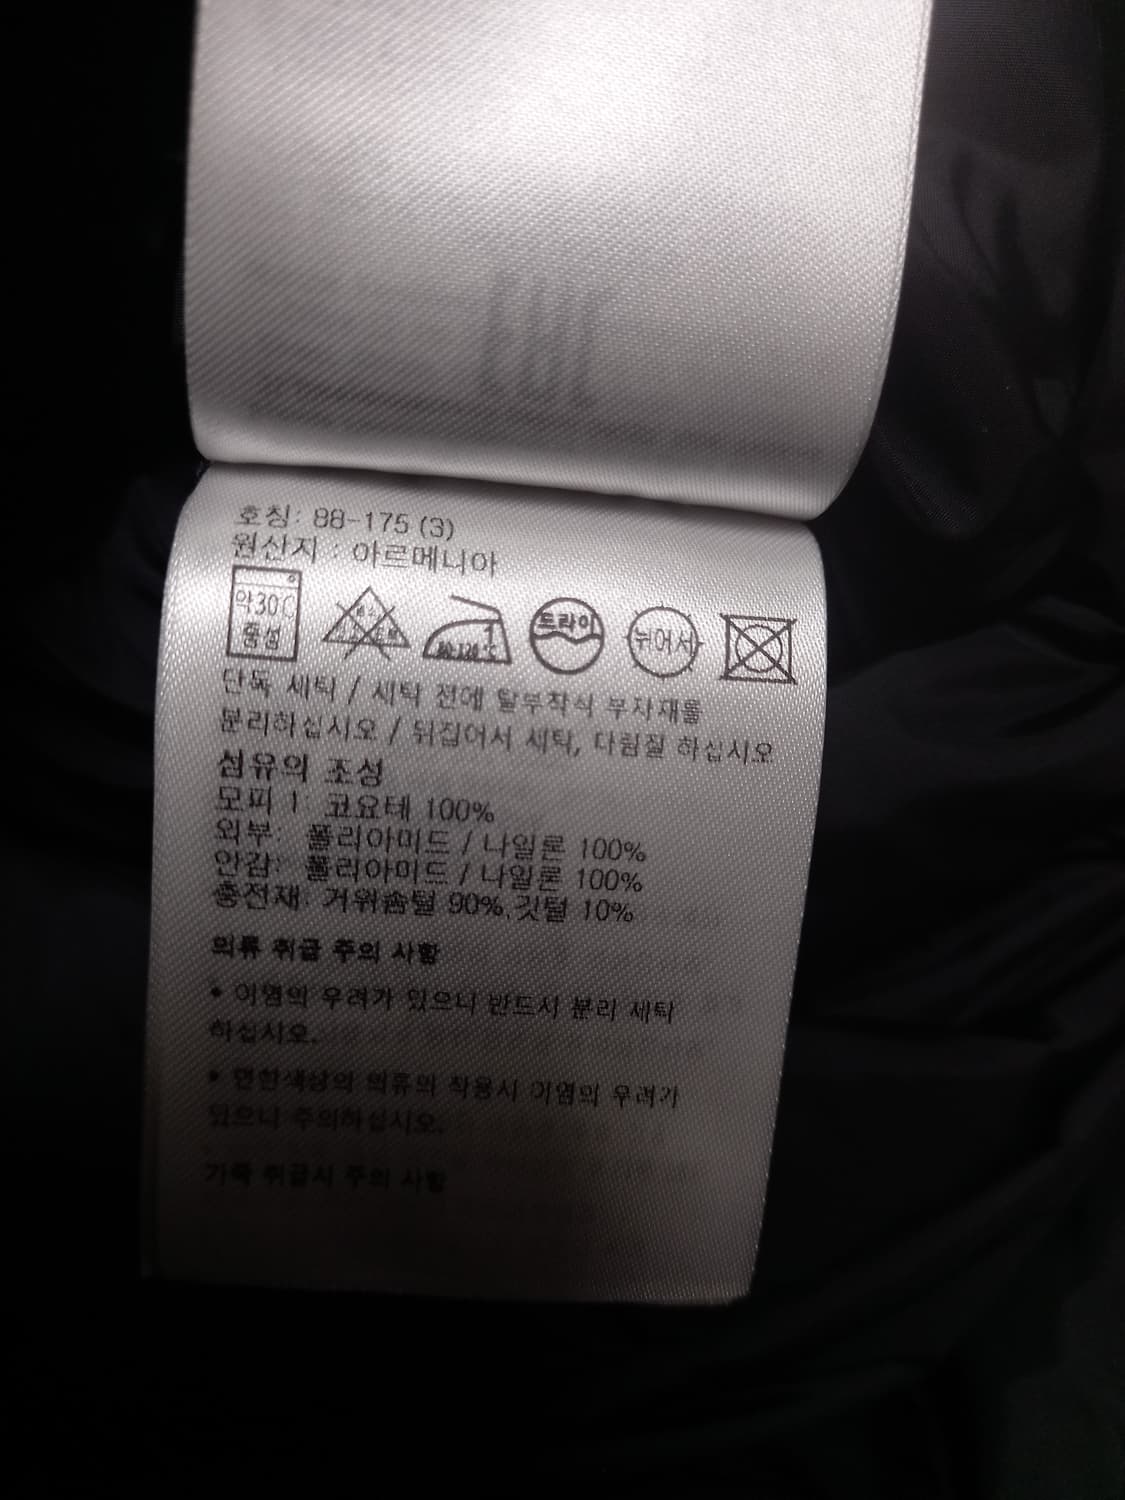 호칭: 88-175 (3)
원산지 : 아르메니아
약30℃
중성
드라이
뉘어서
80-120℃
단독 세탁 / 세탁 전에 탈부착식 부자재를
분리하십시오 / 뒤집어서 세탁, 다림질 하십시오
섬유의 조성
모피 1: 코요테 100%
외부: 폴리아미드 / 나일론 100%
안감: 폴리아미드 / 나일론 100%
충전재: 거위솜털 90%,깃털 10%
의류 취급 주의 사항
• 이염의 우려가 있으니 반드시 분리 세탁
하십시오.
• 연한색상의 의류의 착용시 이염의 우려가
있으니 주의하십시오.
가죽 취급시 주의 사항